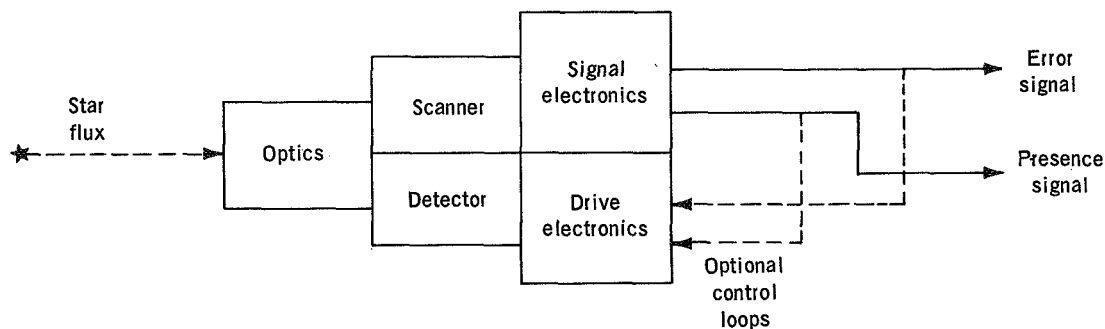 Star
flux
Optics
Scanner
Detector
Signal
electronics
Drive
electronics
Error
signal
Presence
signal
Optional
control
loops